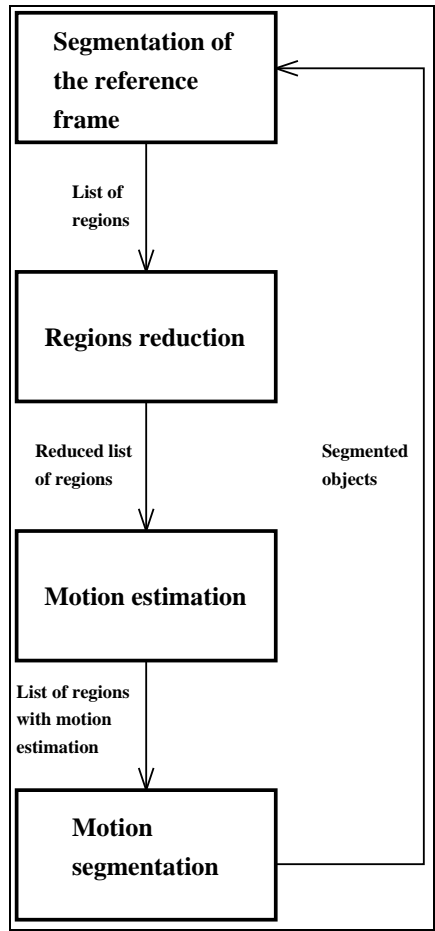 Segmentation of
the reference
frame
List of
regions
Regions reduction
Reduced list
of regions
Segmented
objects
Motion estimation
List of regions
with motion
estimation
Motion
segmentation